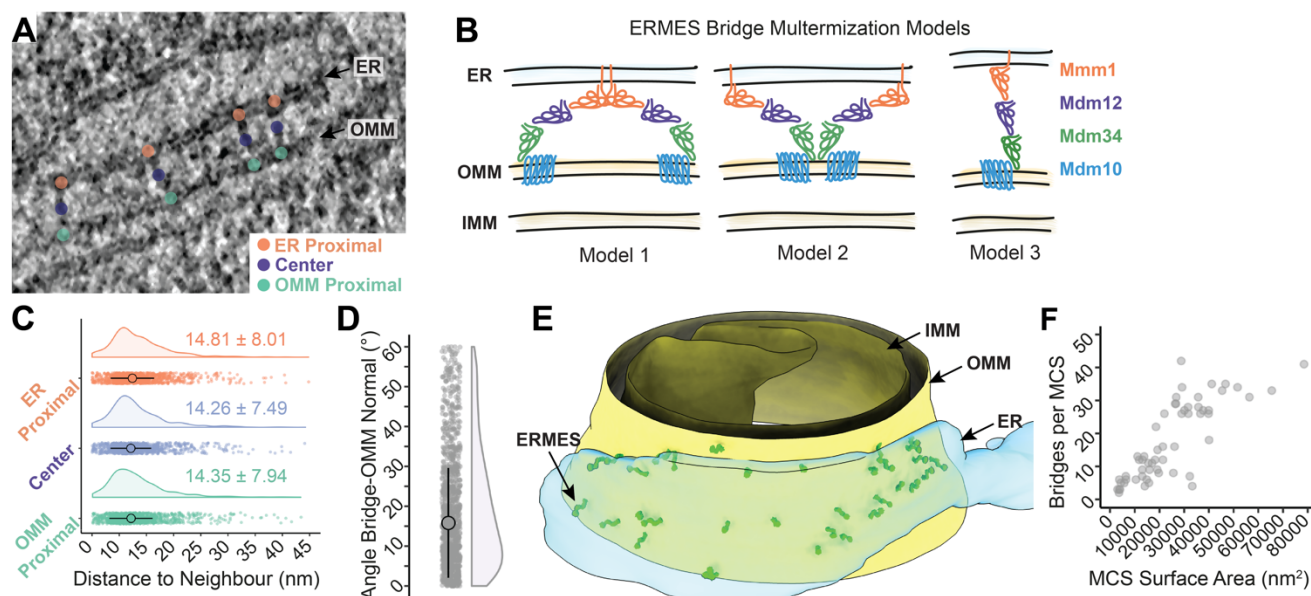 A
ER
OMM
ER Proximal
Center
OMM Proximal
B
ERMES Bridge Multermization Models
ER
OMM
IMM
Model 1
Model 2
Model 3
Mmm1
Mdm12
Mdm34
Mdm10
C
14.81 ± 8.01
14.26 ± 7.49
14.35 ± 7.94
ER
Proximal
Center
OMM
Proximal
0 5 10 15 20 25 30 35 40 45
Distance to Neighbour (nm)
D
Angle Bridge-OMM Normal (°)
60
50
40
30
20
10
0
E
IMM
OMM
ER
ERMES
F
Bridges per MCS
50
40
30
20
10
0
0
10000
20000
30000
40000
50000
60000
70000
80000
MCS Surface Area (nm²)